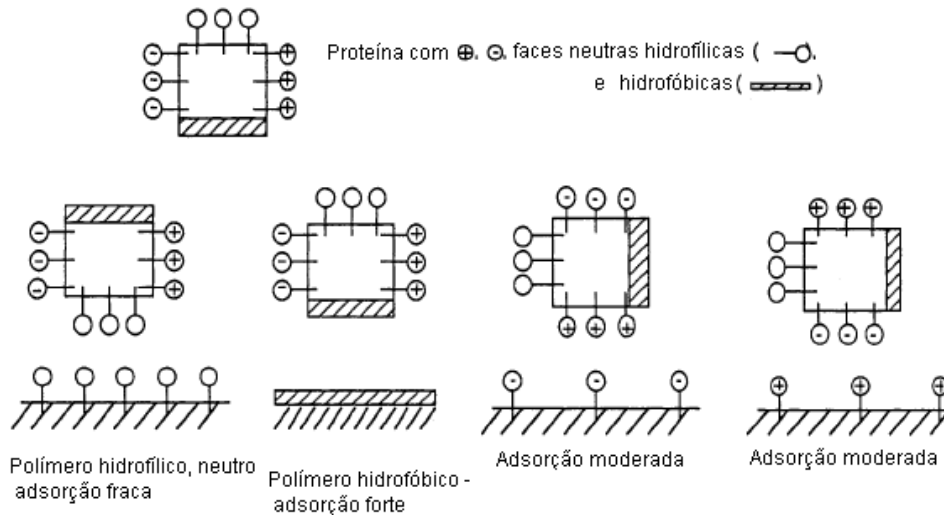 Proteína com ⊕, ⊖, faces neutras hidrofílicas ( —○),
e hidrofóbicas ( )
Polímero hidrofílico, neutro
adsorção fraca
Polímero hidrofóbico -
adsorção forte
Adsorção moderada
Adsorção moderada